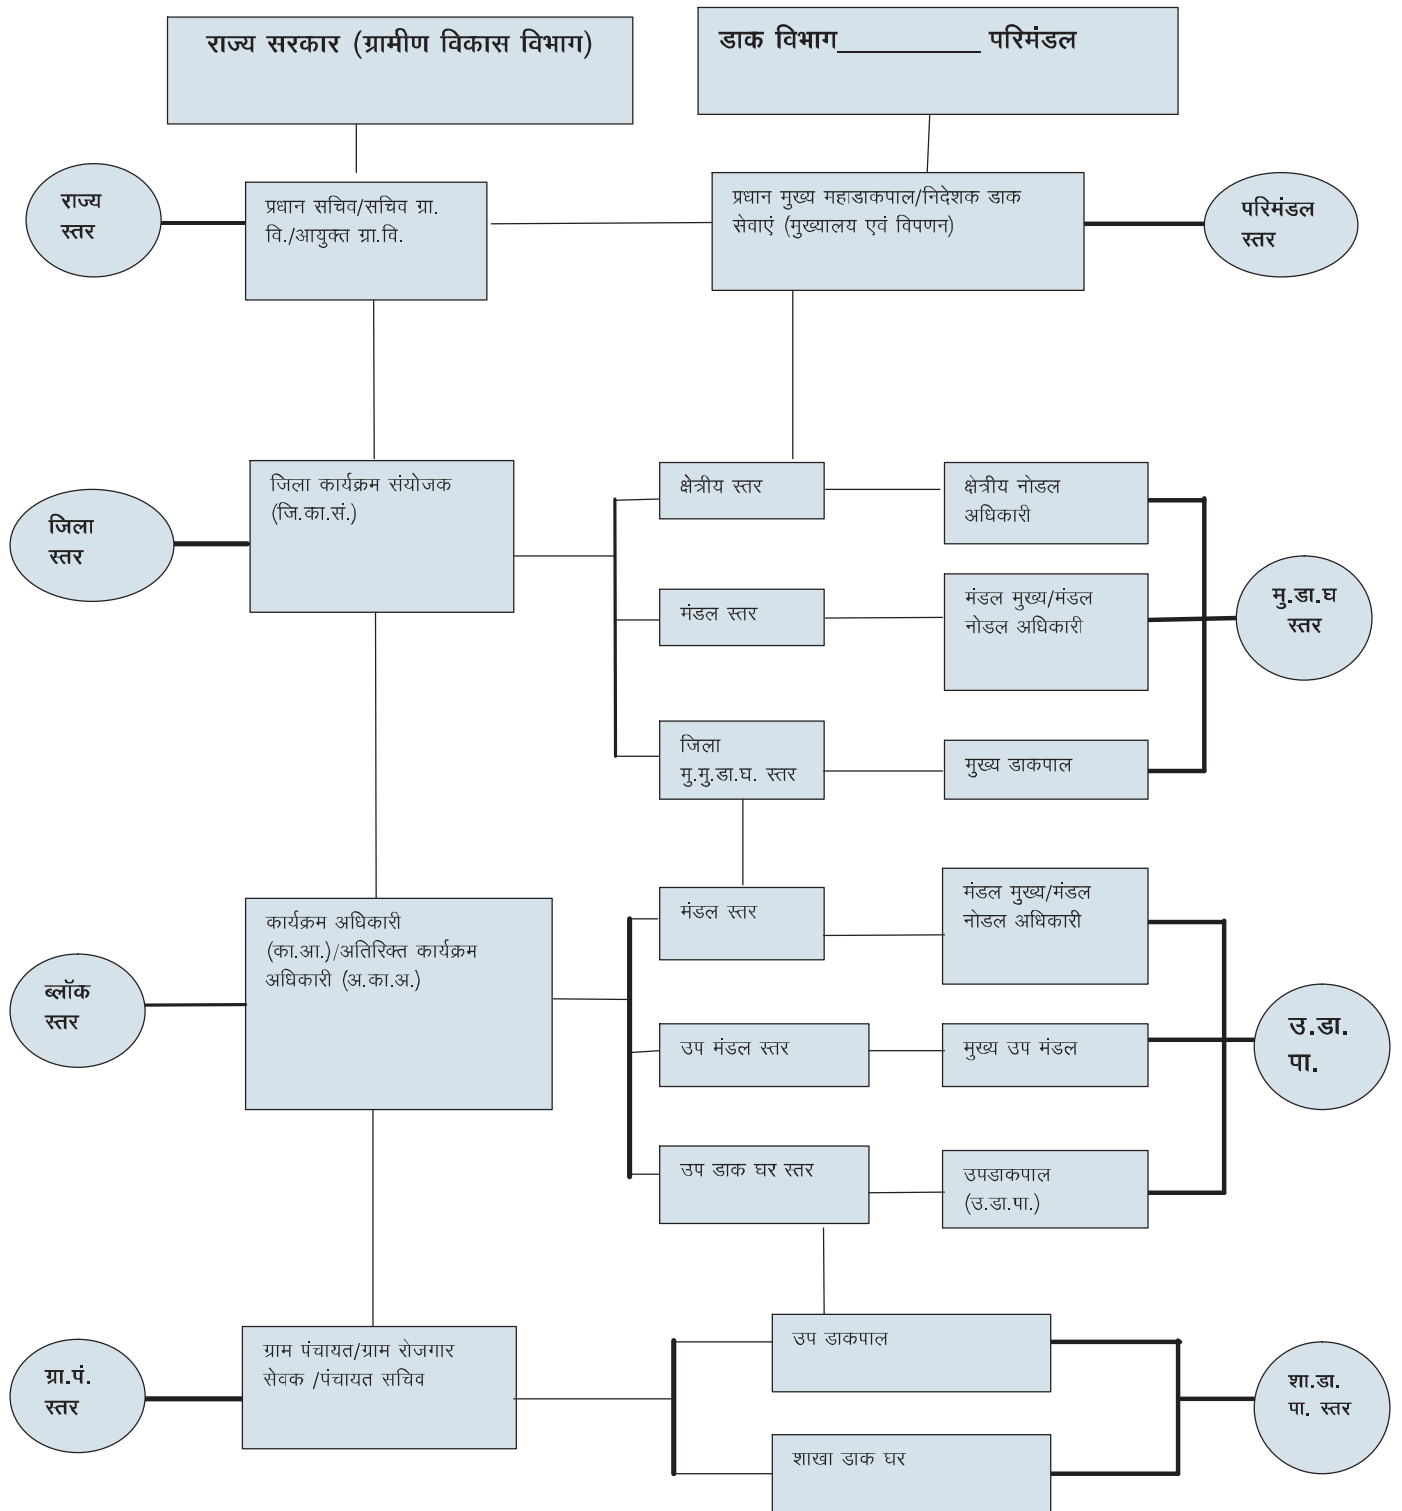 राज्य सरकार (ग्रामीण विकास विभाग)
डाक विभाग__________ परिमंडल
राज्य
स्तर
प्रधान सचिव/सचिव ग्रा.
वि./आयुक्त ग्रा.वि.
प्रधान मुख्य महाडाकपाल/निदेशक डाक
सेवाएं (मुख्यालय एवं विपणन)
परिमंडल
स्तर
जिला
स्तर
जिला कार्यक्रम संयोजक
(जि.का.सं.)
क्षेत्रीय स्तर
क्षेत्रीय नोडल
अधिकारी
मंडल स्तर
मंडल मुख्य/मंडल
नोडल अधिकारी
मु.डा.घ
स्तर
जिला
मु.मु.डा.घ. स्तर
मुख्य डाकपाल
ब्लॉक
स्तर
कार्यक्रम अधिकारी
(का.आ.)/अतिरिक्त कार्यक्रम
अधिकारी (अ.का.अ.)
मंडल स्तर
मंडल मुख्य/मंडल
नोडल अधिकारी
उप मंडल स्तर
मुख्य उप मंडल
उ.डा.
पा.
उप डाक घर स्तर
उपडाकपाल
(उ.डा.पा.)
ग्रा.पं.
स्तर
ग्राम पंचायत/ग्राम रोजगार
सेवक /पंचायत सचिव
उप डाकपाल
शाखा डाक घर
शा.डा.
पा. स्तर